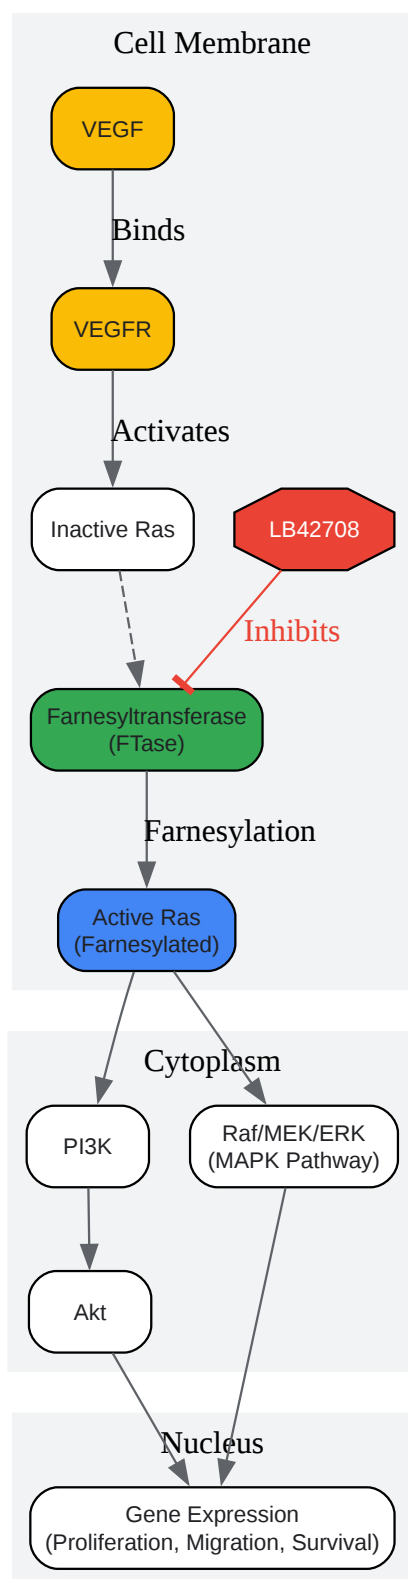 Cell Membrane
VEGF
Binds
VEGFR
Activates
Inactive Ras
LB42708
Inhibits
Farnesyltransferase
(FTase)
Farnesylation
Active Ras
(Farnesylated)
Cytoplasm
PI3K
Raf/MEK/ERK
(MAPK Pathway)
Akt
Nucleus
Gene Expression
(Proliferation, Migration, Survival)